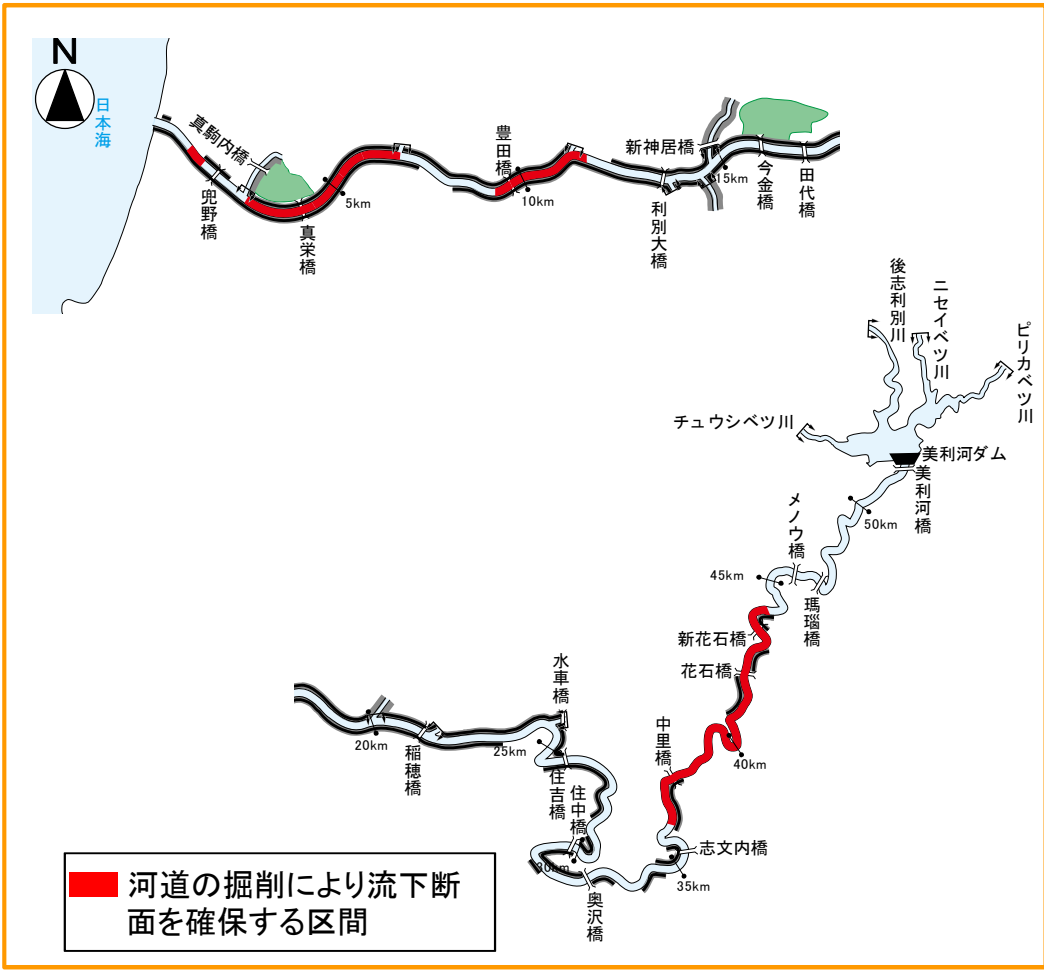 N
日本海
真駒内橋
兜野橋
真栄橋
5km
豊田橋
10km
新神居橋
利別大橋
15km
今金橋
田代橋
後志利別川
ニセイベツ川
ピリカベツ川
チュウシベツ川
美利河ダム
美利河橋
50km
メノウ橋
45km
瑪瑙橋
新花石橋
花石橋
水車橋
中里橋
40km
20km
稲穂橋
25km
住吉橋
住中橋
30km
志文内橋
35km
奥沢橋
河道の掘削により流下断
面を確保する区間